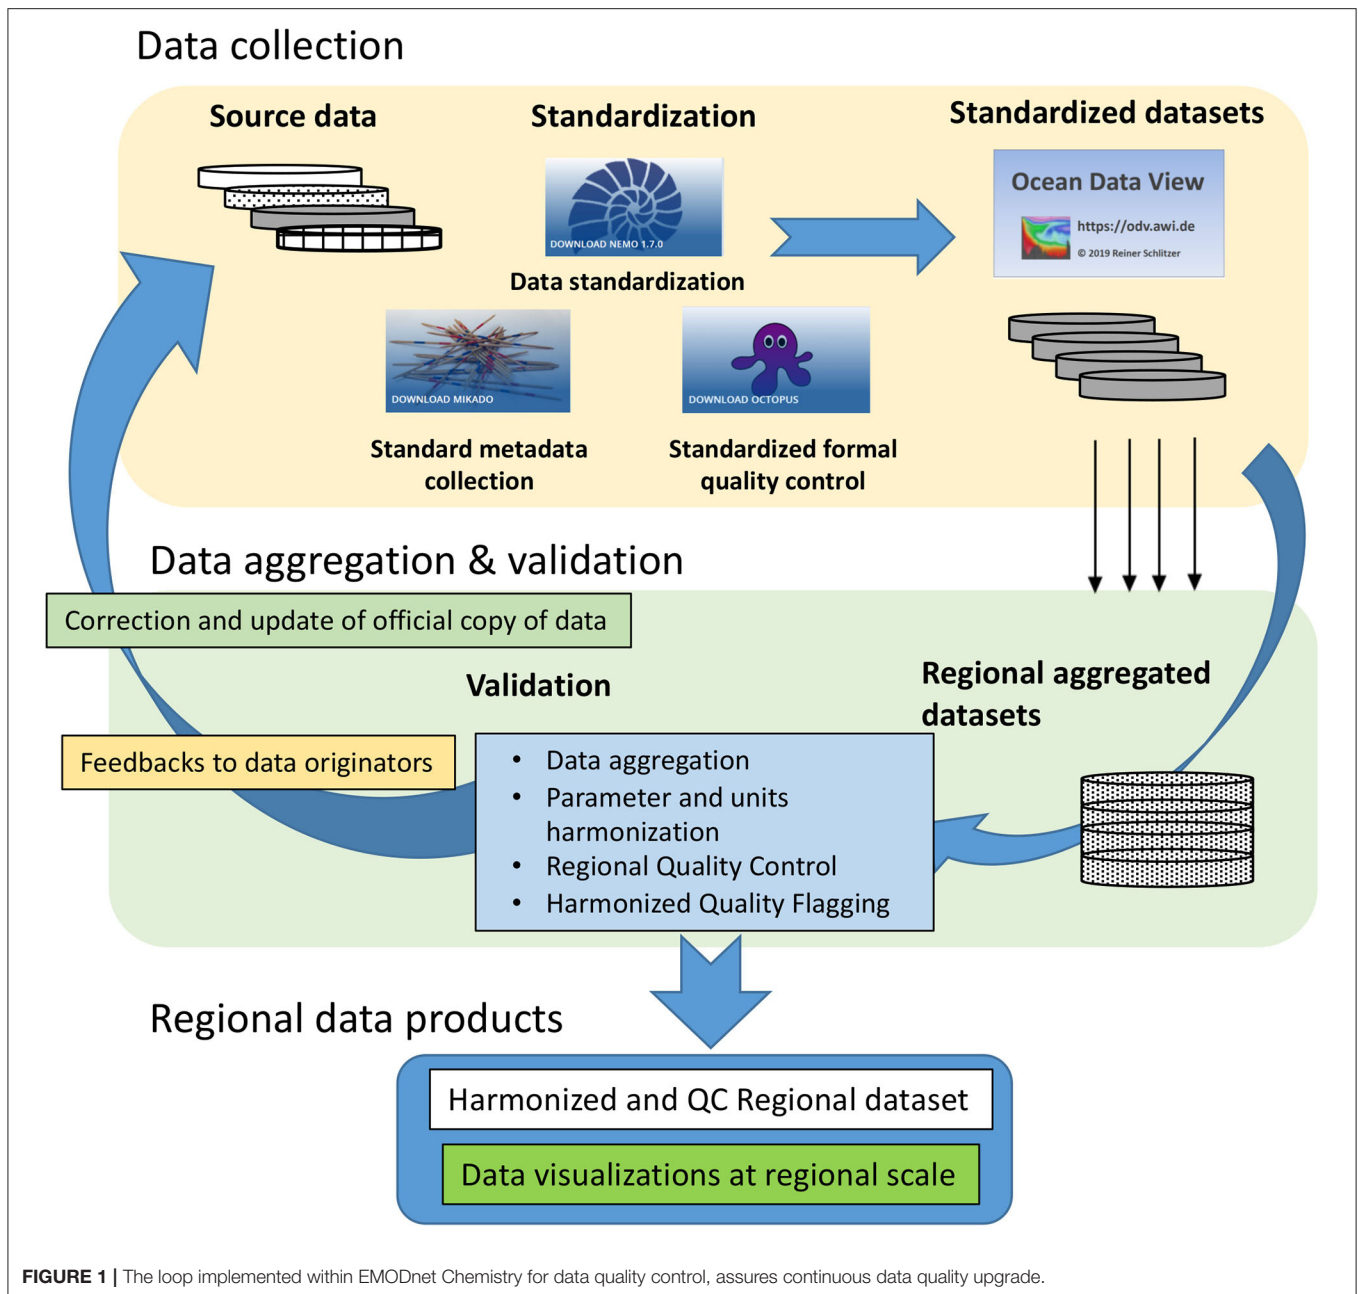 Data collection
Source data
Standardization
Standardized datasets
DOWNLOAD NEMO 1.7.0
Ocean Data View
https://odv.awi.de
© 2019 Reiner Schlitzer
Data standardization
DOWNLOAD MIKADO
DOWNLOAD OCTOPUS
Standard metadata
collection
Standardized formal
quality control
Data aggregation & validation
Correction and update of official copy of data
Validation
Regional aggregated
datasets
Feedbacks to data originators
• Data aggregation
• Parameter and units
harmonization
• Regional Quality Control
• Harmonized Quality Flagging
Regional data products
Harmonized and QC Regional dataset
Data visualizations at regional scale
FIGURE 1 | The loop implemented within EMODnet Chemistry for data quality control, assures continuous data quality upgrade.